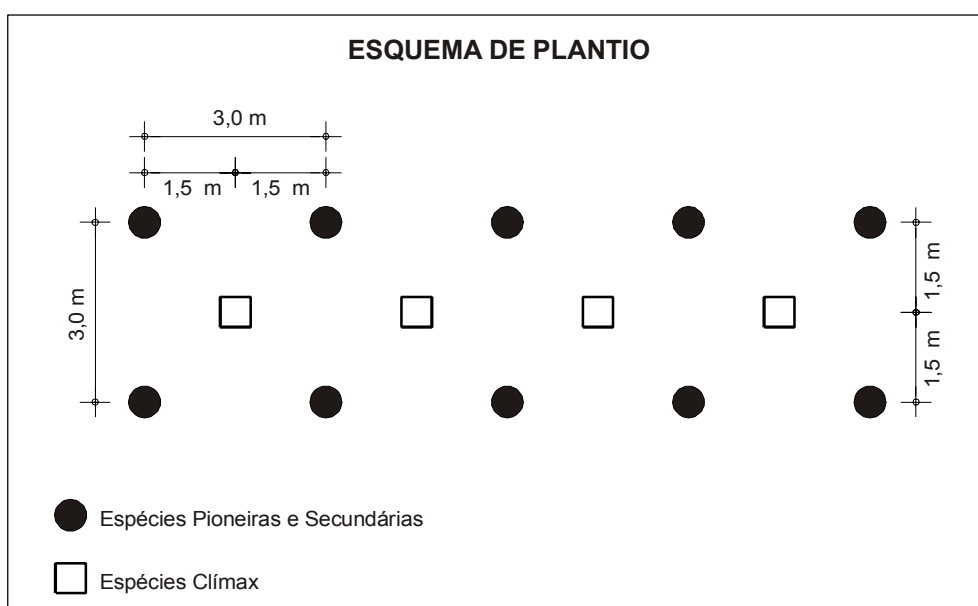 ESQUEMA DE PLANTIO
3,0 m
1,5 m 1,5 m
3,0 m
1,5 m
1,5 m
Espécies Pioneiras e Secundárias
Espécies Clímax